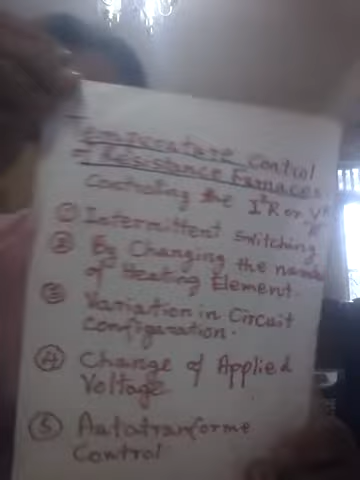 Temperature Control
of Resistance Furnaces
Controlling the I²R or V²/R
① Intermittent switching
② By Changing the number
of Heating Element.
③ Variation in Circuit
Configuration.
④ Change of Applied
Voltage
⑤ Autotransforme
Control